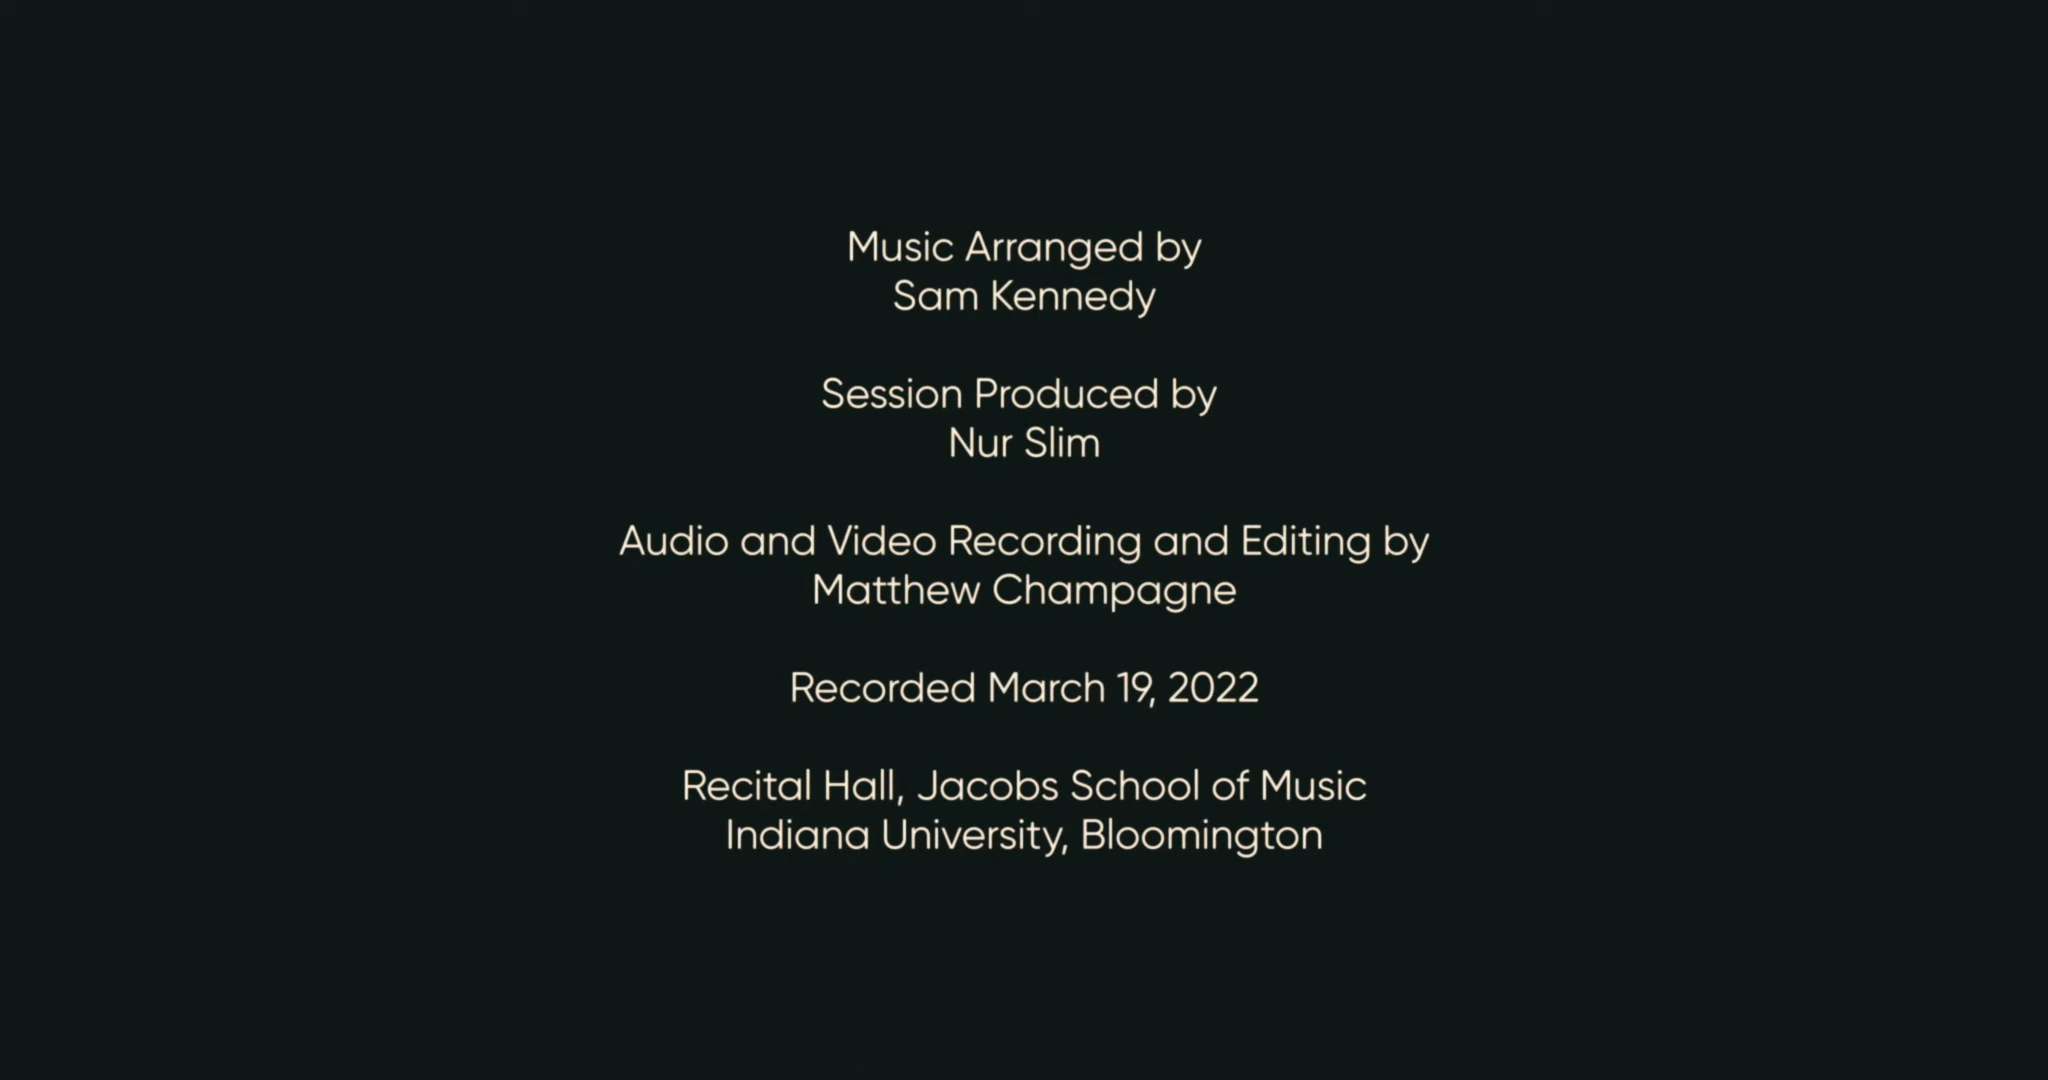 Music Arranged by
Sam Kennedy
Session Produced by
Nur Slim
Audio and Video Recording and Editing by
Matthew Champagne
Recorded March 19, 2022
Recital Hall, Jacobs School of Music
Indiana University, Bloomington